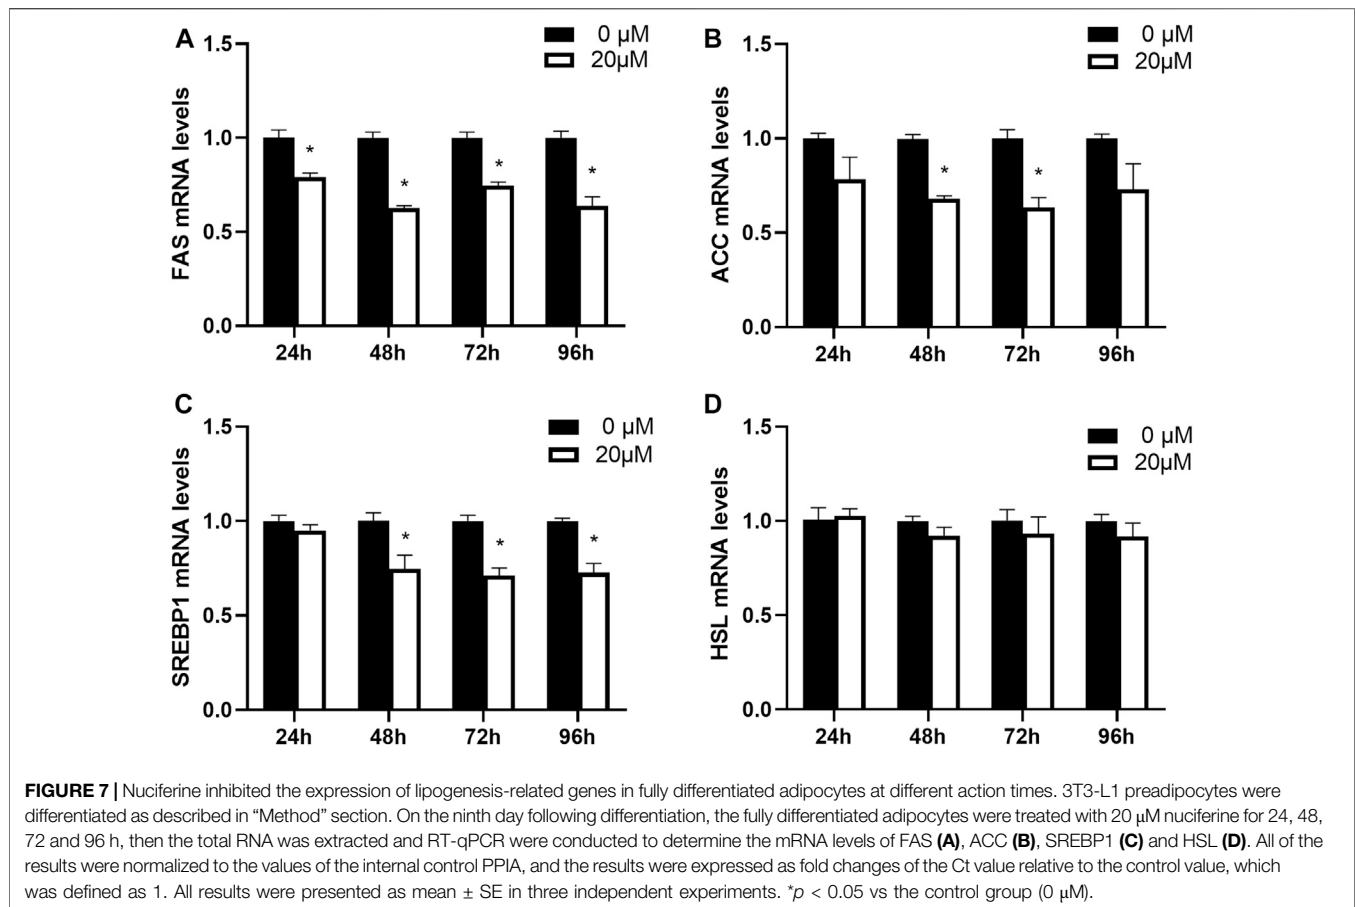 A
FAS mRNA levels
1.5
1.0
0.5
0.0
0 µM
20µM
*
*
*
*
24h 48h 72h 96h
B
ACC mRNA levels
1.5
1.0
0.5
0.0
0 µM
20µM
*
*
24h 48h 72h 96h
C
SREBP1 mRNA levels
1.5
1.0
0.5
0.0
0 µM
20µM
*
*
*
24h 48h 72h 96h
D
HSL mRNA levels
1.5
1.0
0.5
0.0
0 µM
20µM
24h 48h 72h 96h
FIGURE 7 | Nuciferine inhibited the expression of lipogenesis-related genes in fully differentiated adipocytes at different action times. 3T3-L1 preadipocytes were
differentiated as described in “Method” section. On the ninth day following differentiation, the fully differentiated adipocytes were treated with 20 µM nuciferine for 24, 48,
72 and 96 h, then the total RNA was extracted and RT-qPCR were conducted to determine the mRNA levels of FAS (A), ACC (B), SREBP1 (C) and HSL (D). All of the
results were normalized to the values of the internal control PPIA, and the results were expressed as fold changes of the Ct value relative to the control value, which
was defined as 1. All results were presented as mean ± SE in three independent experiments. *p < 0.05 vs the control group (0 µM).